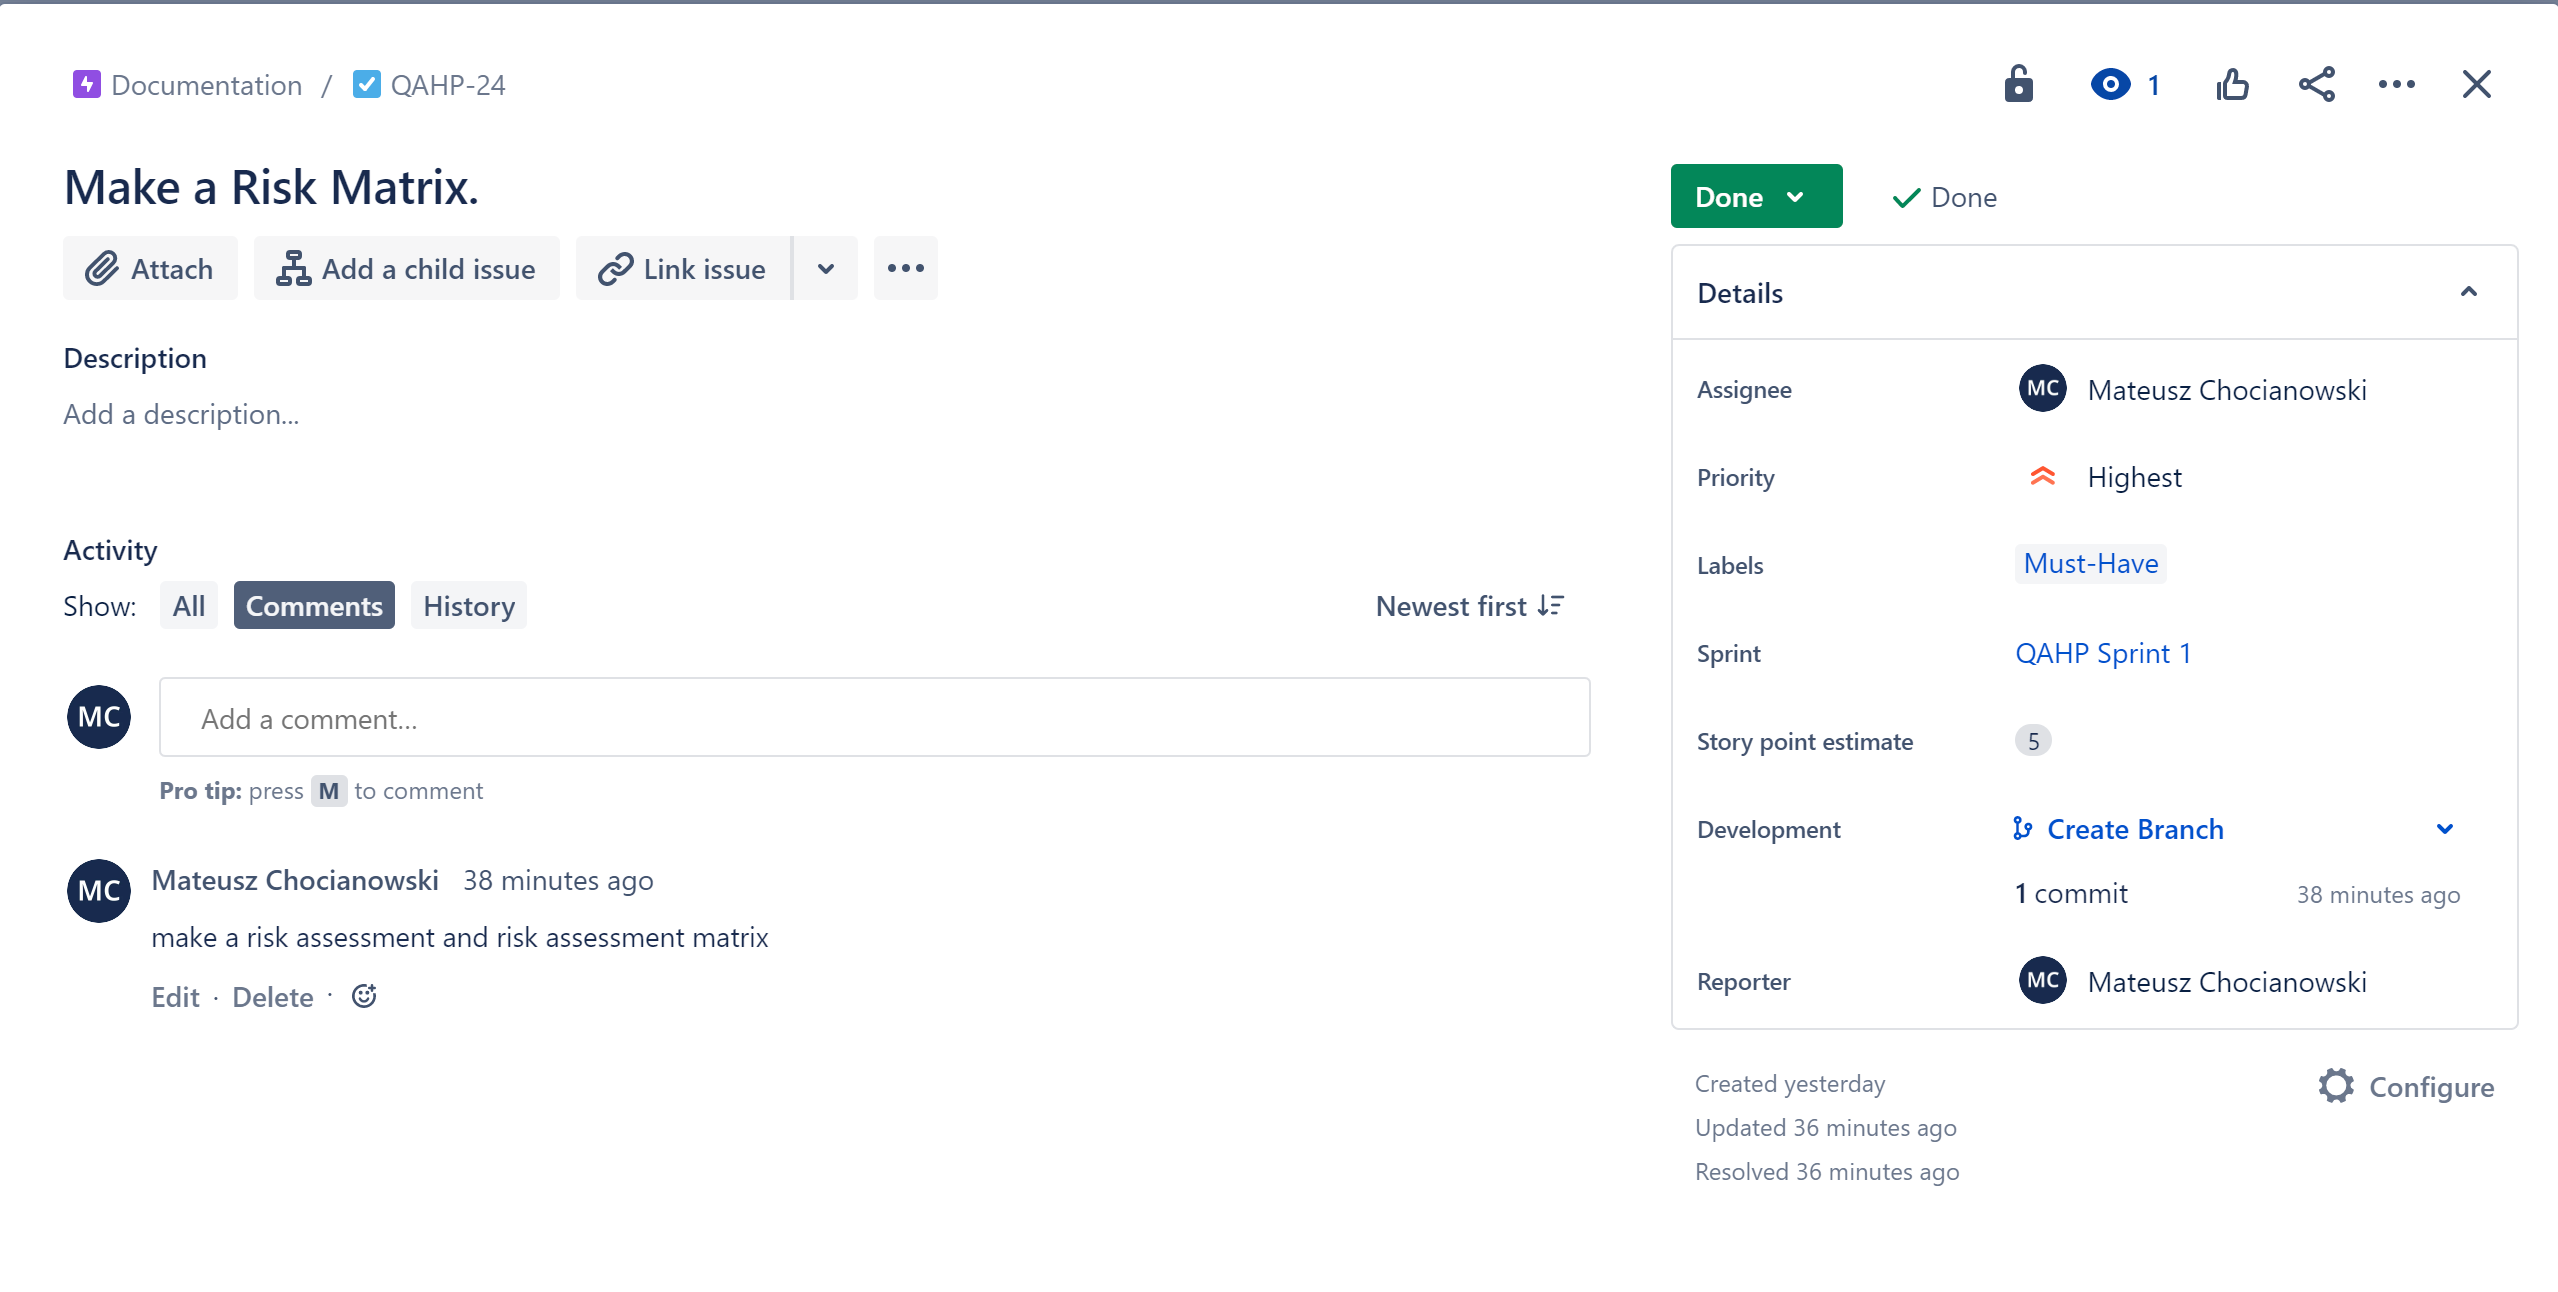 Documentation / QAHP-24
1
Make a Risk Matrix.
Attach Add a child issue Link issue
Description
Add a description...
Activity
Show: All Comments History Newest first
MC Add a comment...
Pro tip: press M to comment
MC Mateusz Chocianowski 38 minutes ago
make a risk assessment and risk assessment matrix
Edit · Delete ·
Done Done
Details
Assignee MC Mateusz Chocianowski
Priority Highest
Labels Must-Have
Sprint QAHP Sprint 1
Story point estimate 5
Development Create Branch
1 commit 38 minutes ago
Reporter MC Mateusz Chocianowski
Created yesterday Configure
Updated 36 minutes ago
Resolved 36 minutes ago